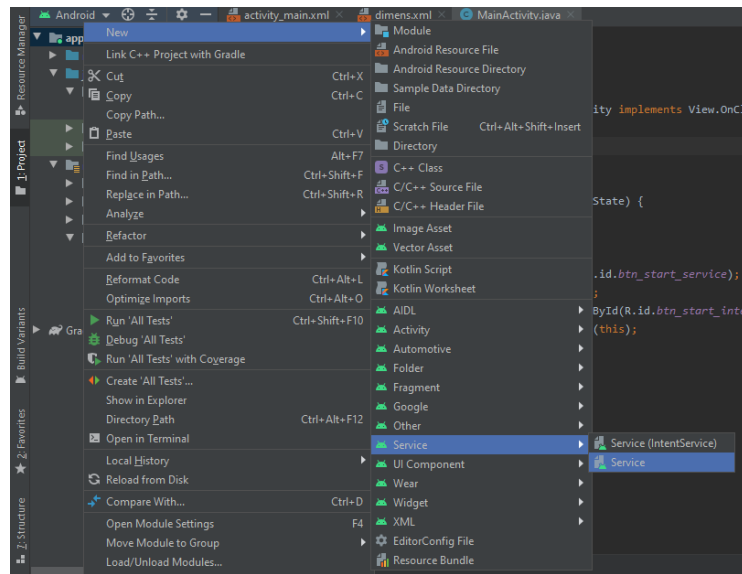 Android
activity_main.xml
dimens.xml
MainActivity.java
Resource Manager
1: Project
Build Variants
2: Favorites
7: Structure
app
Gra
New
Link C++ Project with Gradle
Cut Ctrl+X
Copy Ctrl+C
Copy Path...
Paste Ctrl+V
Find Usages Alt+F7
Find in Path... Ctrl+Shift+F
Replace in Path... Ctrl+Shift+R
Analyze
Refactor
Add to Favorites
Reformat Code Ctrl+Alt+L
Optimize Imports Ctrl+Alt+O
Run 'All Tests' Ctrl+Shift+F10
Debug 'All Tests'
Run 'All Tests' with Coverage
Create 'All Tests'...
Show in Explorer
Directory Path Ctrl+Alt+F12
Open in Terminal
Local History
Reload from Disk
Compare With... Ctrl+D
Open Module Settings F4
Move Module to Group
Load/Unload Modules...
Module
Android Resource File
Android Resource Directory
Sample Data Directory
File
Scratch File Ctrl+Alt+Shift+Insert
Directory
C++ Class
C/C++ Source File
C/C++ Header File
Image Asset
Vector Asset
Kotlin Script
Kotlin Worksheet
AIDL
Activity
Automotive
Folder
Fragment
Google
Other
Service
UI Component
Wear
Widget
XML
EditorConfig File
Resource Bundle
Service (IntentService)
Service
ity implements View.OnCl
State) {
.id.btn_start_service);
;
ById(R.id.btn_start_inte
(this);